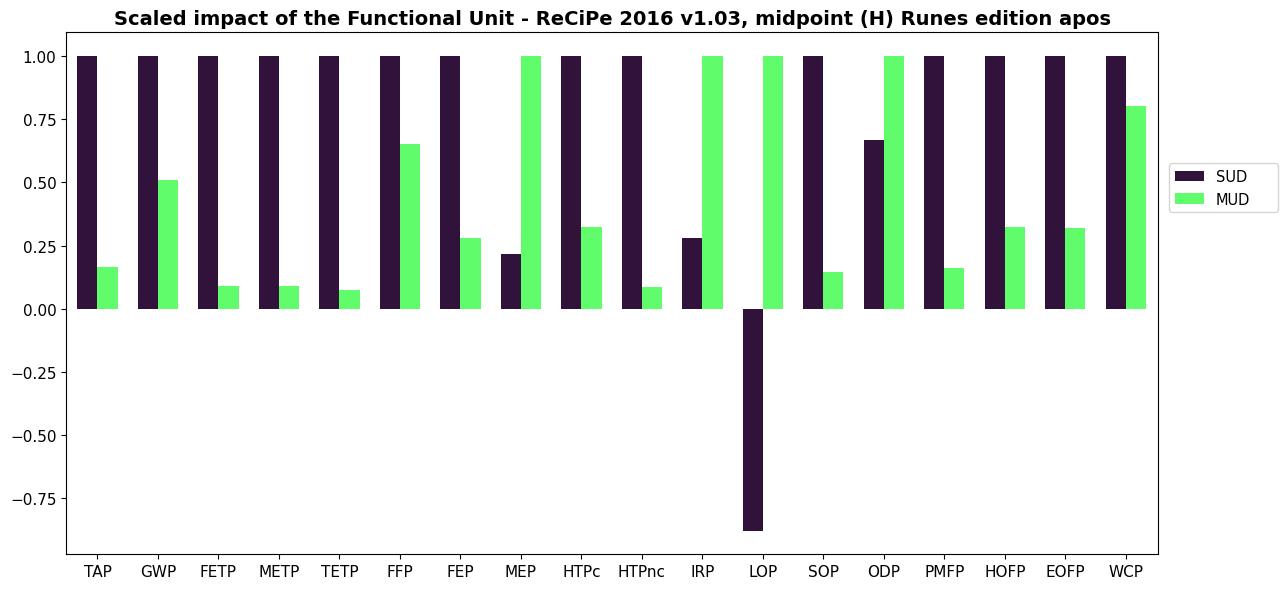 Scaled impact of the Functional Unit - ReCiPe 2016 v1.03, midpoint (H) Runes edition apos
1.00
0.75
0.50
0.25
0.00
−0.25
−0.50
−0.75
TAP GWP FETP METP TETP FFP FEP MEP HTPc HTPnc IRP LOP SOP ODP PMFP HOFP EOFP WCP
SUD
MUD